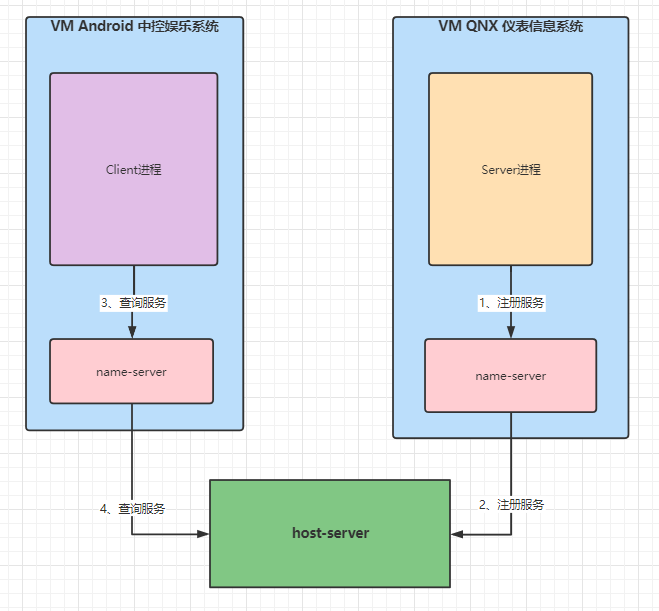 VM Android 中控娱乐系统
VM QNX 仪表信息系统
Client进程
Server进程
3、查询服务
1、注册服务
name-server
name-server
4、查询服务
2、注册服务
host-server